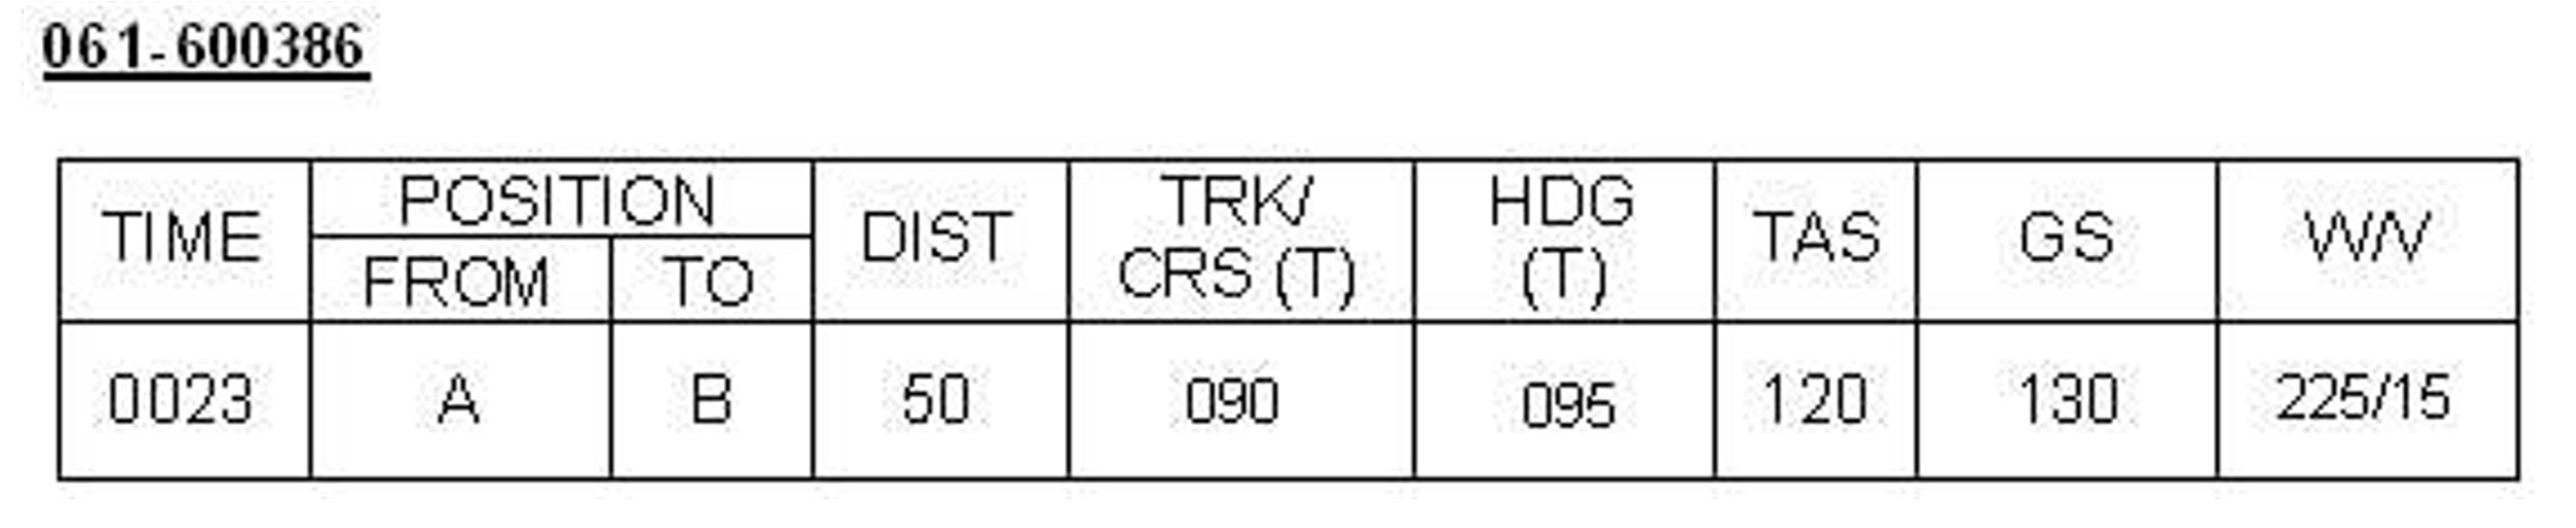 061-600386
TIME POSITION DIST TRK/ CRS (T) HDG (T) TAS GS W/V
FROM TO
0023 A B 50 090 095 120 130 225/15